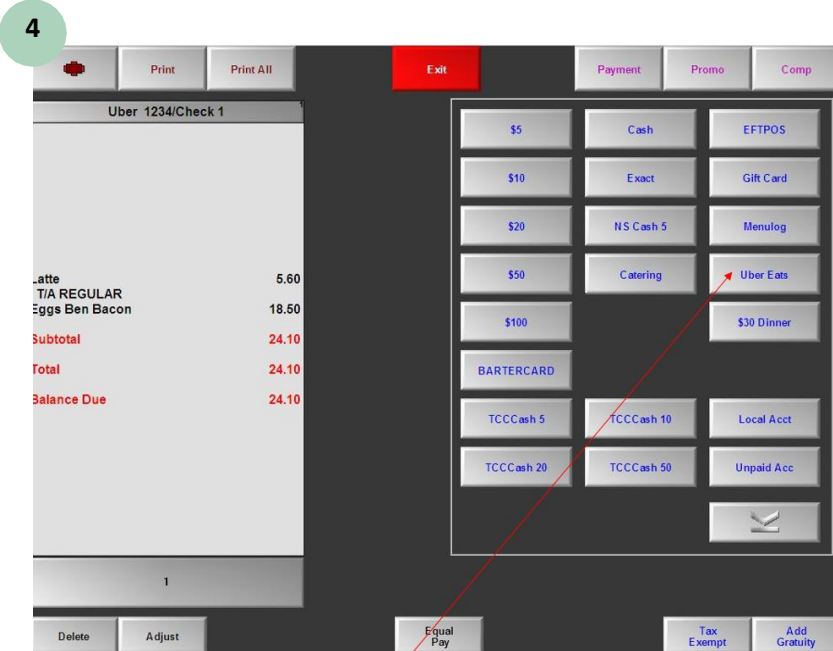 4
Print Print All Exit Payment Promo Comp
Uber 1234/Check 1
$5 Cash EFTPOS
$10 Exact Gift Card
$20 NS Cash 5 Menulog
$50 Catering Uber Eats
$100 $30 Dinner
BARTERCARD
TCCCash 5 TCCCash 10 Local Acct
TCCCash 20 TCCCash 50 Unpaid Acc
Latte 5.60
T/A REGULAR
Eggs Ben Bacon 18.50
Subtotal 24.10
Total 24.10
Balance Due 24.10
1
Delete Adjust Equal Pay Tax Exempt Add Gratuity